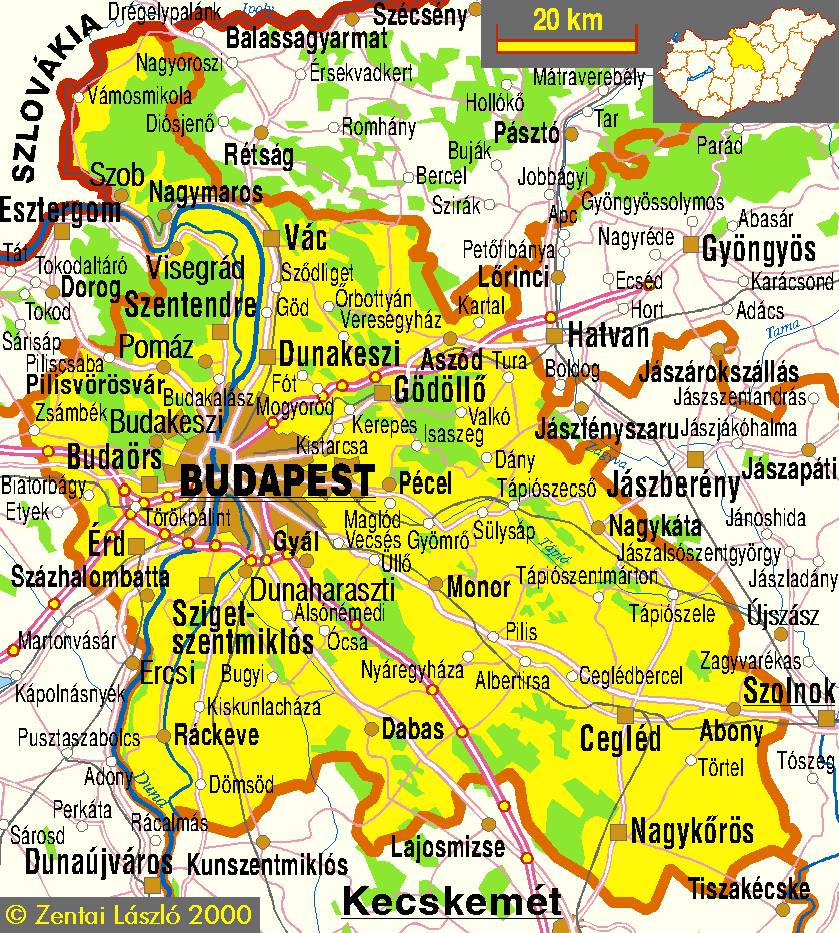 Drégelypalánk
Ipoly
Szécsény
20 km
Balassagyarmat
SZLOVÁKIA
Nagyoroszi
Érsekvadkert
Mátraverebély
Vámosmikola
Hollókő
Diósjenő
Romhány
Pásztó
Tar
Parád
Rétság
Buják
Szob
Bercel
Jobbágyi
Nagymaros
Szirák
Gyöngyössolymos
Esztergom
Apc
Abasár
Vác
Nagyréde
Gyöngyös
Tát
Petőfibánya
Tokodaltáró
Visegrád
Sződliget
Lőrinci
Ecséd
Karácsond
Dorog
Szentendre
Őrbottyán
Kartal
Tokod
Göd
Veresegyház
Hort
Adács
Sárisáp
Pomáz
Hatvan
Tarna
Piliscsaba
Dunakeszi
Aszód
Tura
Boldog
Jászárokszállás
Pilisvörösvár
Fót
Gödöllő
Budakalász
Jászszentandrás
Zsámbék
Mogyoród
Valkó
Budakeszi
Kerepes
Jászfényszaru
Jászjákóhalma
Kistarcsa
Isaszeg
Budaörs
Zagyva
Dány
Jászapáti
BUDAPEST
Pécel
Jászberény
Biatorbágy
Tápiószecső
Etyek
Törökbálint
Maglód
Sülysáp
Nagykáta
Jánoshida
Érd
Gyál
Vecsés
Gyömrő
Tápió
Jászalsószentgyörgy
Üllő
Százhalombatta
Dunaharaszti
Monor
Tápiószentmárton
Jászladány
Sziget-
szentmiklós
Alsónémedi
Tápiószele
Újszász
Martonvásár
Ócsa
Pilis
Ercsi
Bugyi
Nyáregyháza
Albertirsa
Ceglédbercel
Zagyvarékas
Kápolnásnyék
Szolnok
Kiskunlacháza
Pusztaszabolcs
Ráckeve
Dabas
Cegléd
Abony
Adony
Duna
Dömsöd
Törtel
Tószeg
Perkáta
Rácalmás
Sárosd
Nagykőrös
Dunaújváros
Kunszentmiklós
Lajosmizse
Kecskemét
Tiszakécske
© Zentai László 2000